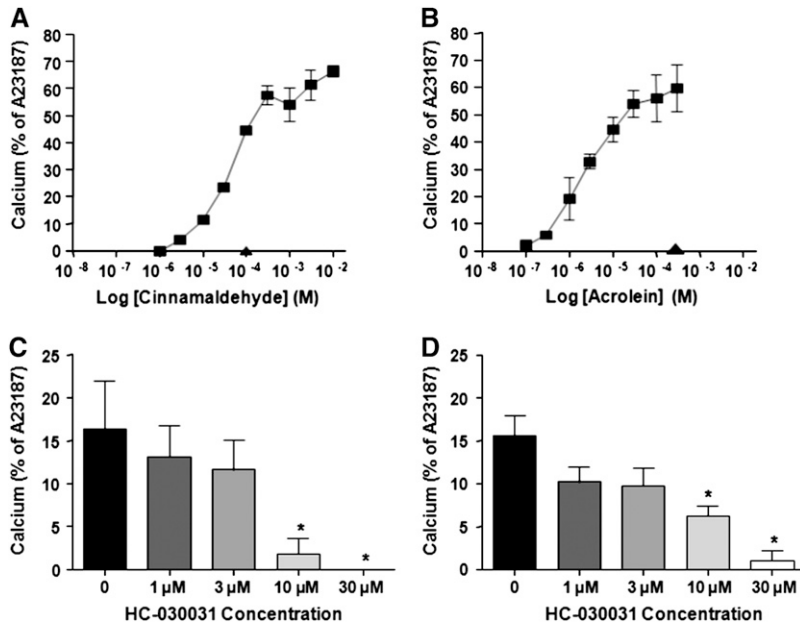 A
Calcium (% of A23187)
80
70
60
50
40
30
20
10
0
10 -8 10 -7 10 -6 10 -5 10 -4 10 -3 10 -2
Log [Cinnamaldehyde] (M)
B
Calcium (% of A23187)
80
70
60
50
40
30
20
10
0
10 -8 10 -7 10 -6 10 -5 10 -4 10 -3 10 -2
Log [Acrolein] (M)
C
Calcium (% of A23187)
25
20
15
10
5
0
* *
0 1 µM 3 µM 10 µM 30 µM
HC-030031 Concentration
D
Calcium (% of A23187)
25
20
15
10
5
0
* *
0 1 µM 3 µM 10 µM 30 µM
HC-030031 Concentration